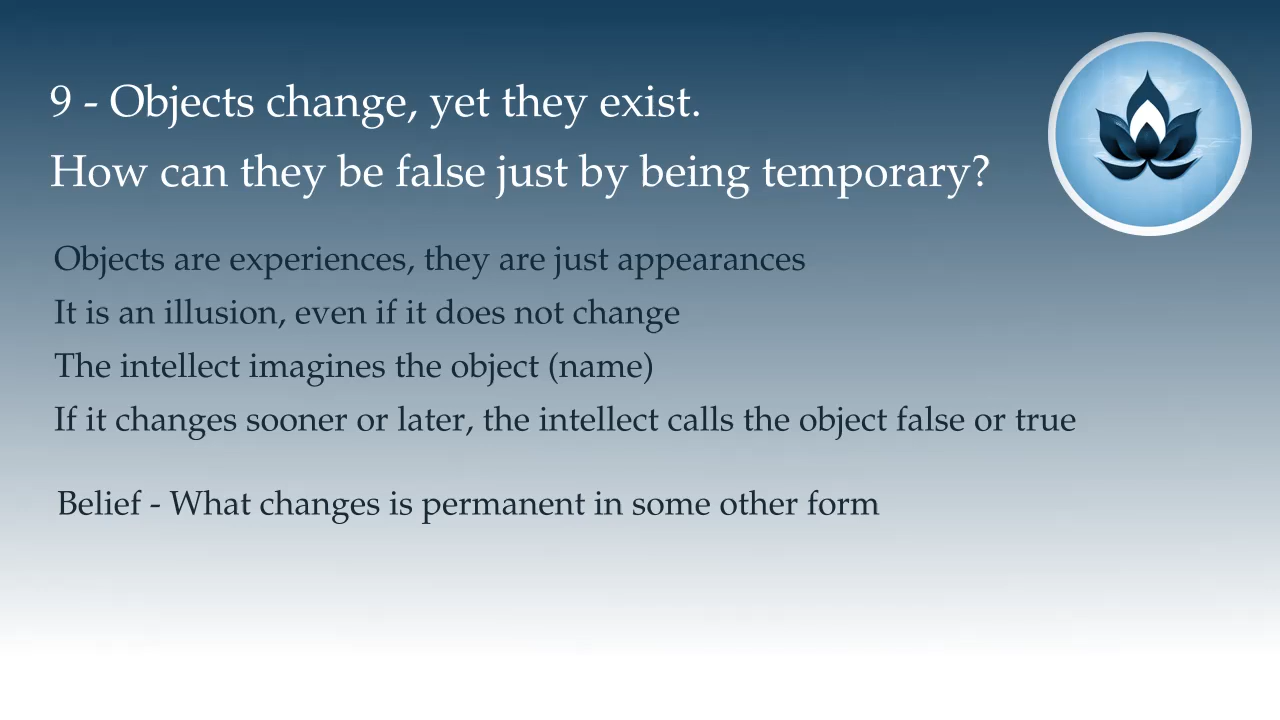 9 - Objects change, yet they exist.
How can they be false just by being temporary?
Objects are experiences, they are just appearances
It is an illusion, even if it does not change
The intellect imagines the object (name)
If it changes sooner or later, the intellect calls the object false or true
Belief - What changes is permanent in some other form